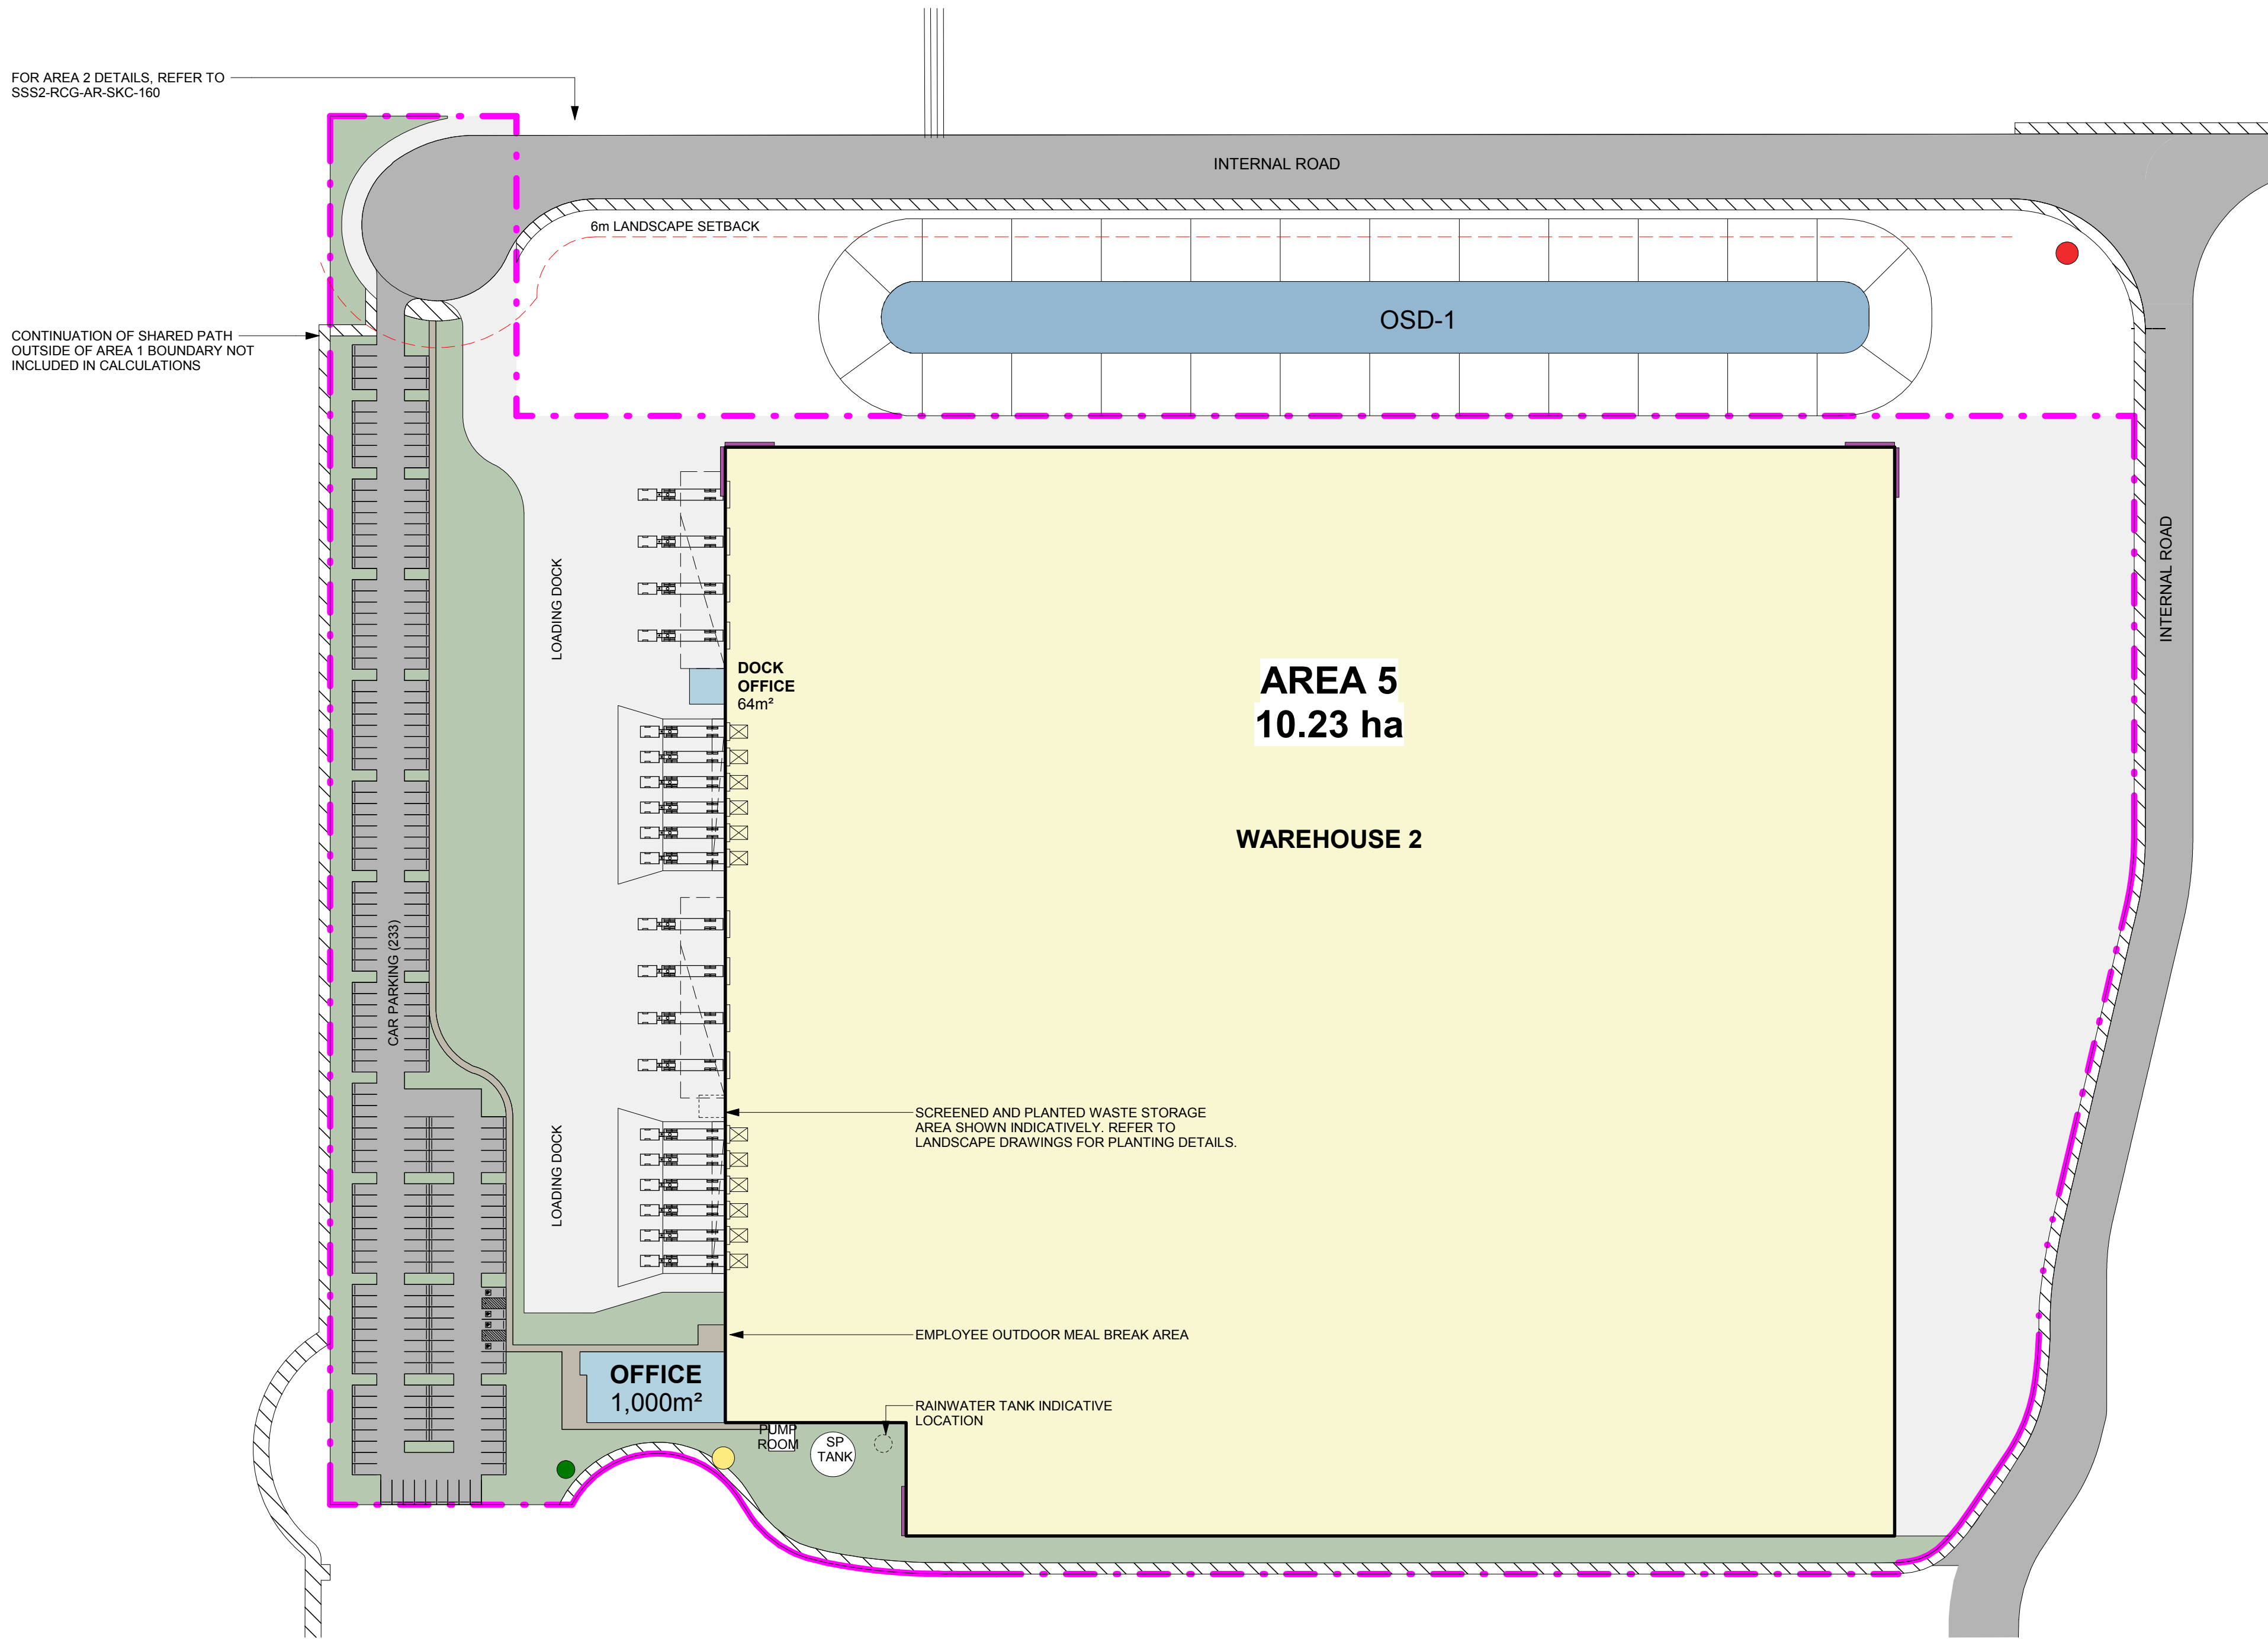 FOR AREA 2 DETAILS, REFER TO
SSS2-RCG-AR-SKC-160
INTERNAL ROAD
6m LANDSCAPE SETBACK
OSD-1
CONTINUATION OF SHARED PATH
OUTSIDE OF AREA 1 BOUNDARY NOT
INCLUDED IN CALCULATIONS
INTERNAL ROAD
LOADING DOCK
DOCK
OFFICE
64m²
AREA 5
10.23 ha
WAREHOUSE 2
CAR PARKING (233)
SCREENED AND PLANTED WASTE STORAGE
AREA SHOWN INDICATIVELY. REFER TO
LANDSCAPE DRAWINGS FOR PLANTING DETAILS.
LOADING DOCK
EMPLOYEE OUTDOOR MEAL BREAK AREA
OFFICE
1,000m²
RAINWATER TANK INDICATIVE
LOCATION
PUMP
ROOM
SP
TANK